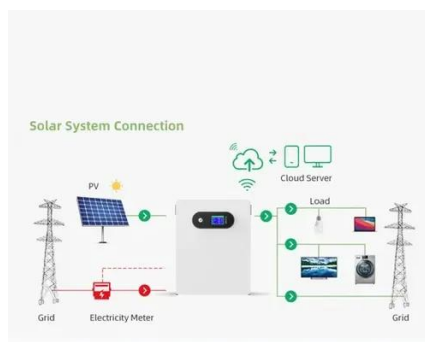 Solar System Connection
Cloud Server
PV
Load
Grid
Electricity Meter
Grid